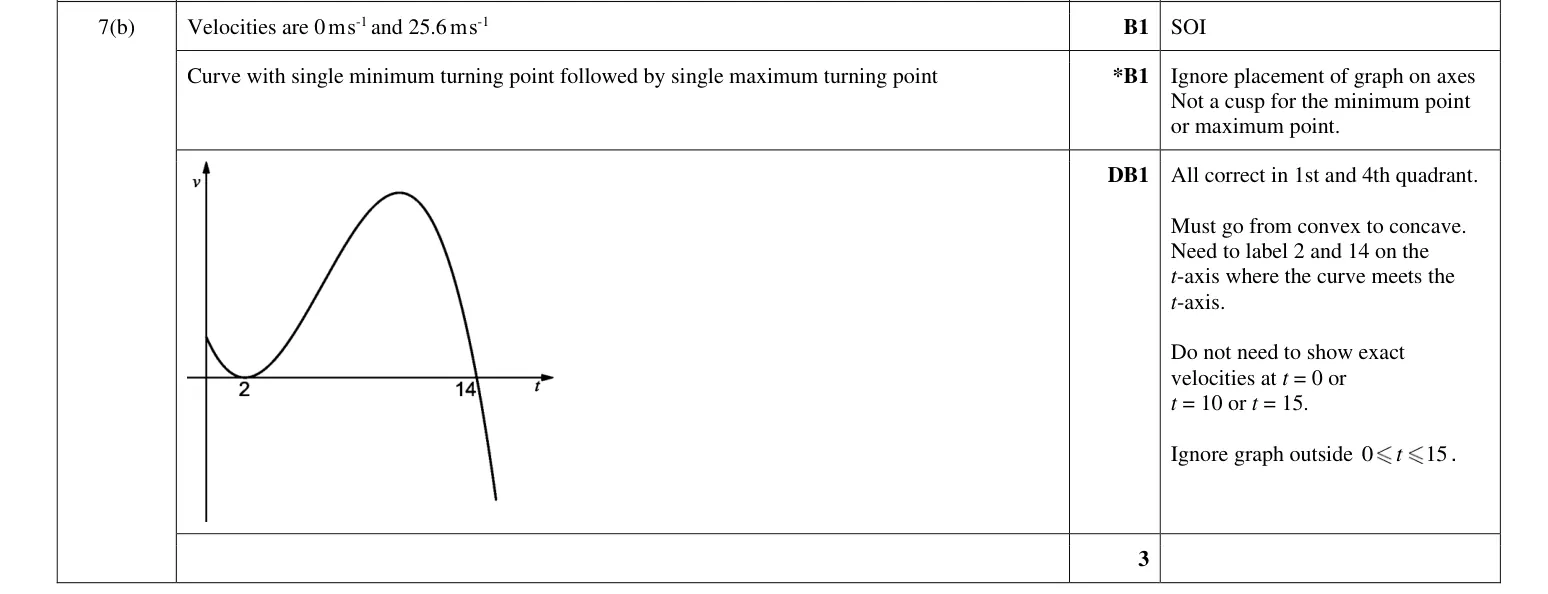 7(b)
Velocities are 0 m s⁻¹ and 25.6 m s⁻¹
B1
SOI
Curve with single minimum turning point followed by single maximum turning point
*B1
Ignore placement of graph on axes
Not a cusp for the minimum point
or maximum point.
v
2
14
t
DB1
All correct in 1st and 4th quadrant.
Must go from convex to concave.
Need to label 2 and 14 on the
t-axis where the curve meets the
t-axis.
Do not need to show exact
velocities at t = 0 or
t = 10 or t = 15.
Ignore graph outside 0 ⩽ t ⩽ 15 .
3